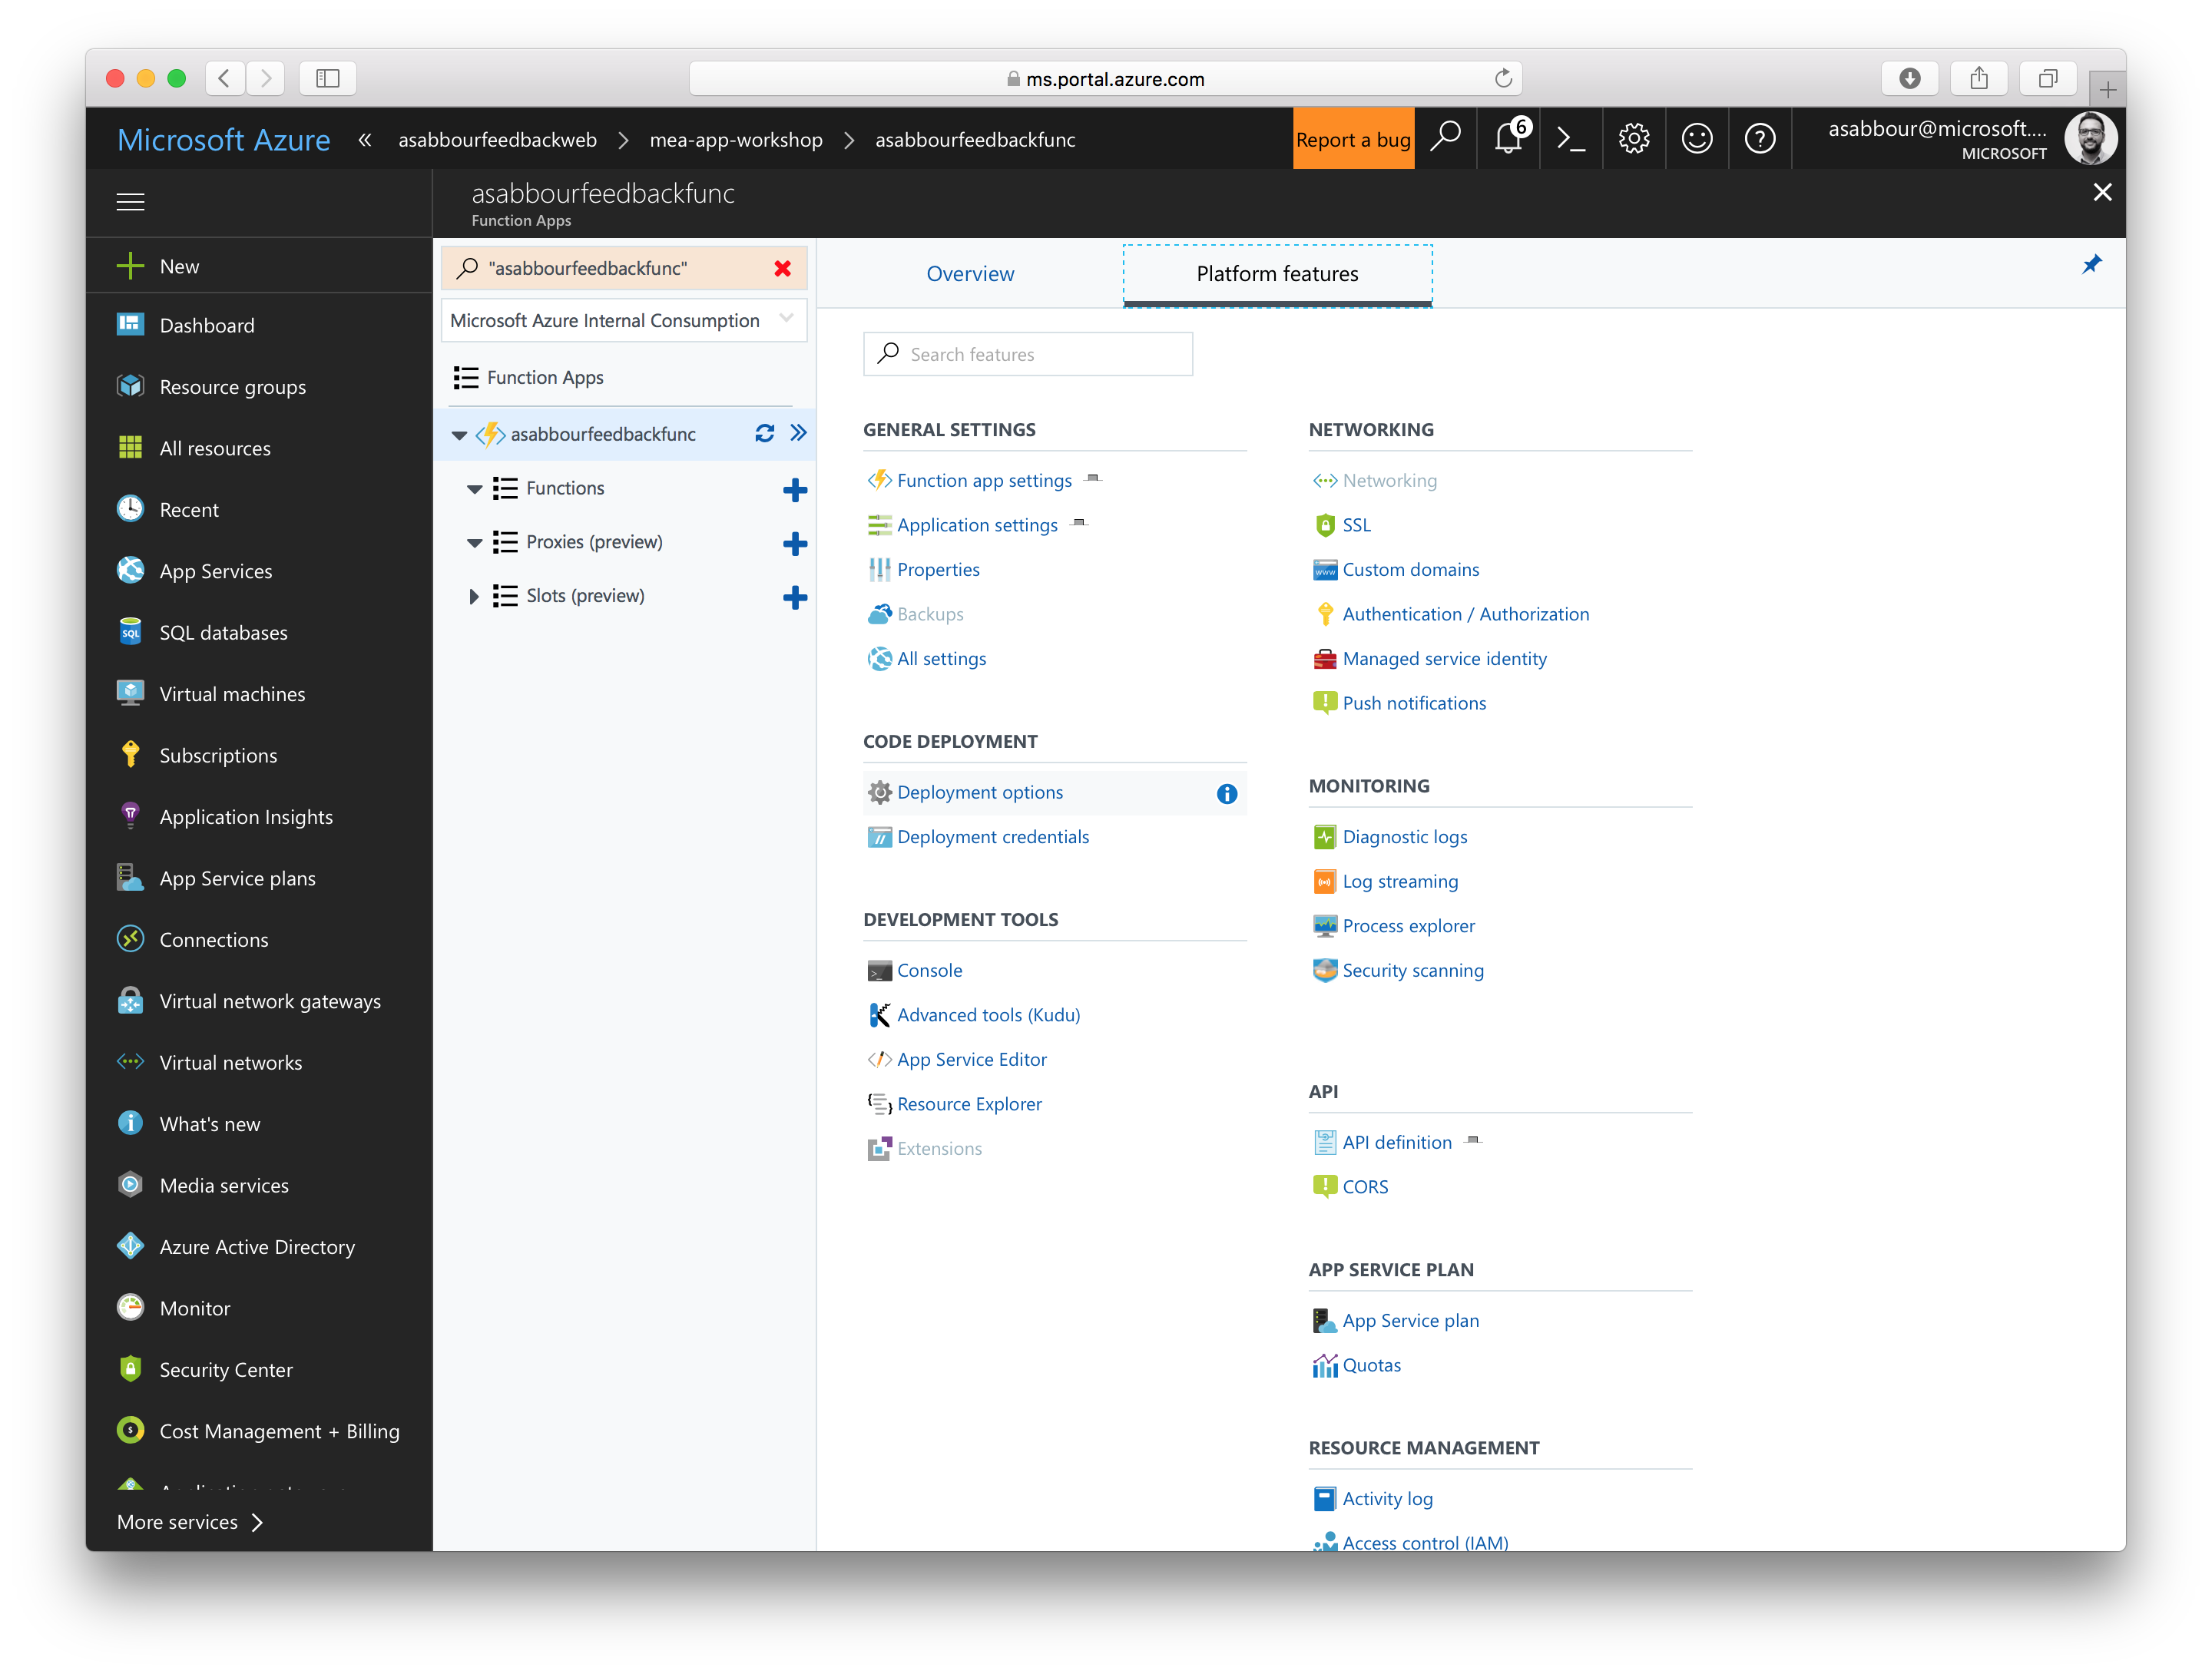 ms.portal.azure.com
Microsoft Azure
asabbourfeedbackweb
mea-app-workshop
asabbourfeedbackfunc
Report a bug
6
asabbour@microsoft....
MICROSOFT
asabbourfeedbackfunc
Function Apps
New
Dashboard
Resource groups
All resources
Recent
App Services
SQL databases
Virtual machines
Subscriptions
Application Insights
App Service plans
Connections
Virtual network gateways
Virtual networks
What's new
Media services
Azure Active Directory
Monitor
Security Center
Cost Management + Billing
More services
"asabbourfeedbackfunc"
Microsoft Azure Internal Consumption
Function Apps
asabbourfeedbackfunc
Functions
Proxies (preview)
Slots (preview)
Overview
Platform features
Search features
GENERAL SETTINGS
Function app settings
Application settings
Properties
Backups
All settings
CODE DEPLOYMENT
Deployment options
Deployment credentials
DEVELOPMENT TOOLS
Console
Advanced tools (Kudu)
App Service Editor
Resource Explorer
Extensions
NETWORKING
Networking
SSL
Custom domains
Authentication / Authorization
Managed service identity
Push notifications
MONITORING
Diagnostic logs
Log streaming
Process explorer
Security scanning
API
API definition
CORS
APP SERVICE PLAN
App Service plan
Quotas
RESOURCE MANAGEMENT
Activity log
Access control (IAM)